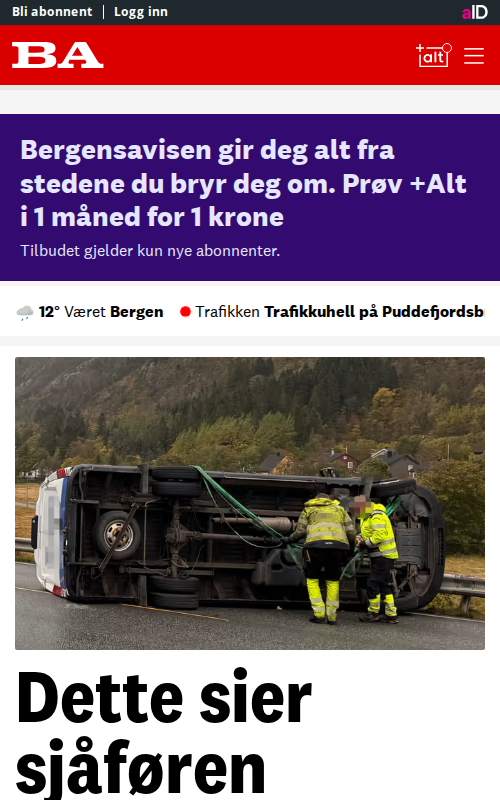 Bli abonnent | Logg inn aID
BA +alt
Bergensavisen gir deg alt fra
stedene du bryr deg om. Prøv +Alt
i 1 måned for 1 krone
Tilbudet gjelder kun nye abonnenter.
12° Været Bergen Trafikken Trafikkuhell på Puddefjordsb
Dette sier
sjåføren